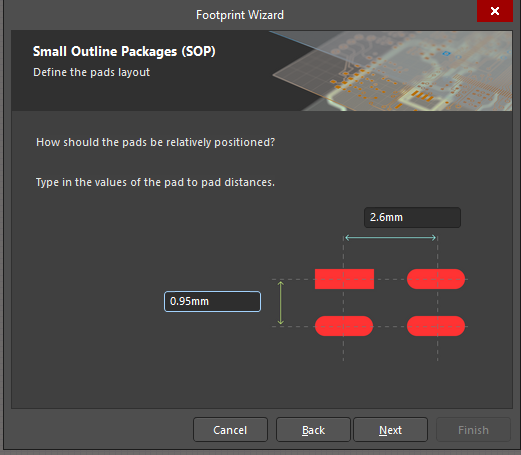 Footprint Wizard
Small Outline Packages (SOP)
Define the pads layout
How should the pads be relatively positioned?
Type in the values of the pad to pad distances.
2.6mm
0.95mm
Cancel
Back
Next
Finish